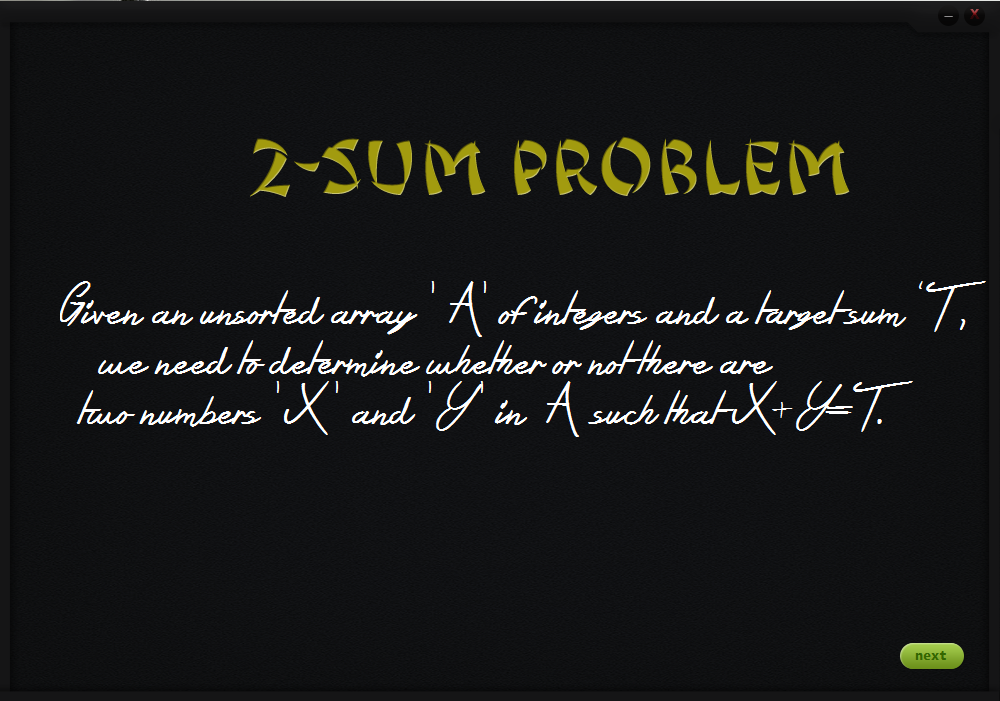 X
2-SUM PROBLEM
Given an unsorted array 'A' of integers and a target sum 'T,
we need to determine whether or not there are
two numbers 'X' and 'Y' in A such that X+Y=T.
next